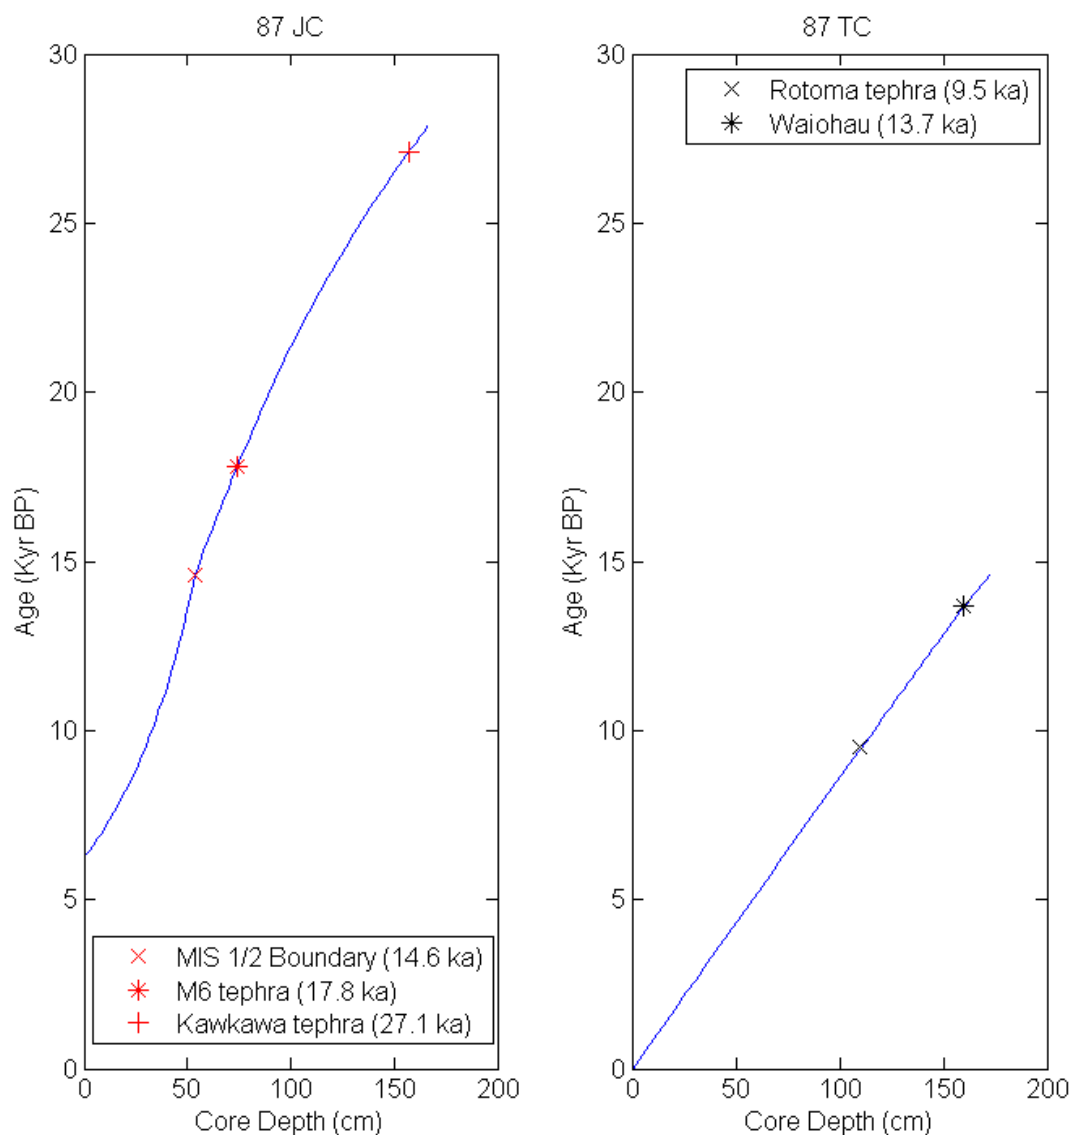 87 JC
30
25
20
15
10
5
0
Age (Kyr BP)
MIS 1/2 Boundary (14.6 ka)
M6 tephra (17.8 ka)
Kawkawa tephra (27.1 ka)
0 50 100 150 200
Core Depth (cm)
87 TC
30
25
20
15
10
5
0
Age (Kyr BP)
Rotoma tephra (9.5 ka)
Waiohau (13.7 ka)
0 50 100 150 200
Core Depth (cm)